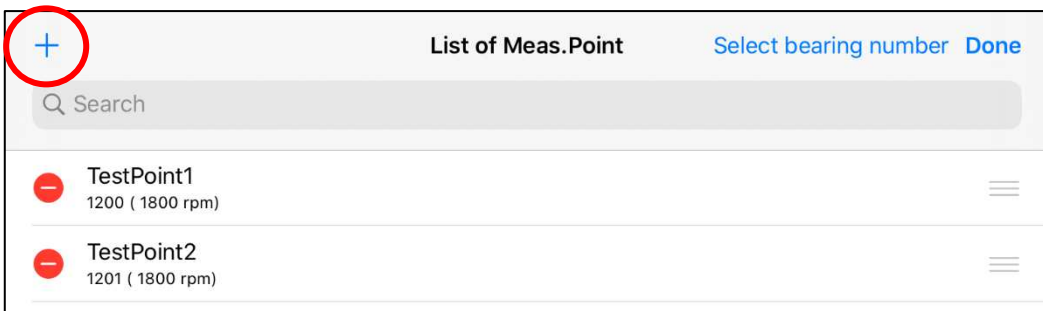 + List of Meas.Point Select bearing number Done
Search
TestPoint1
1200 ( 1800 rpm)
TestPoint2
1201 ( 1800 rpm)